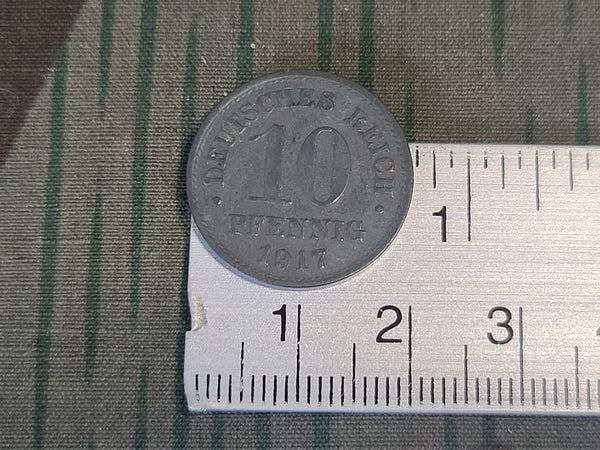 · DEUTSCHES REICH ·
10
PFENNIG
1917
1
1 2 3